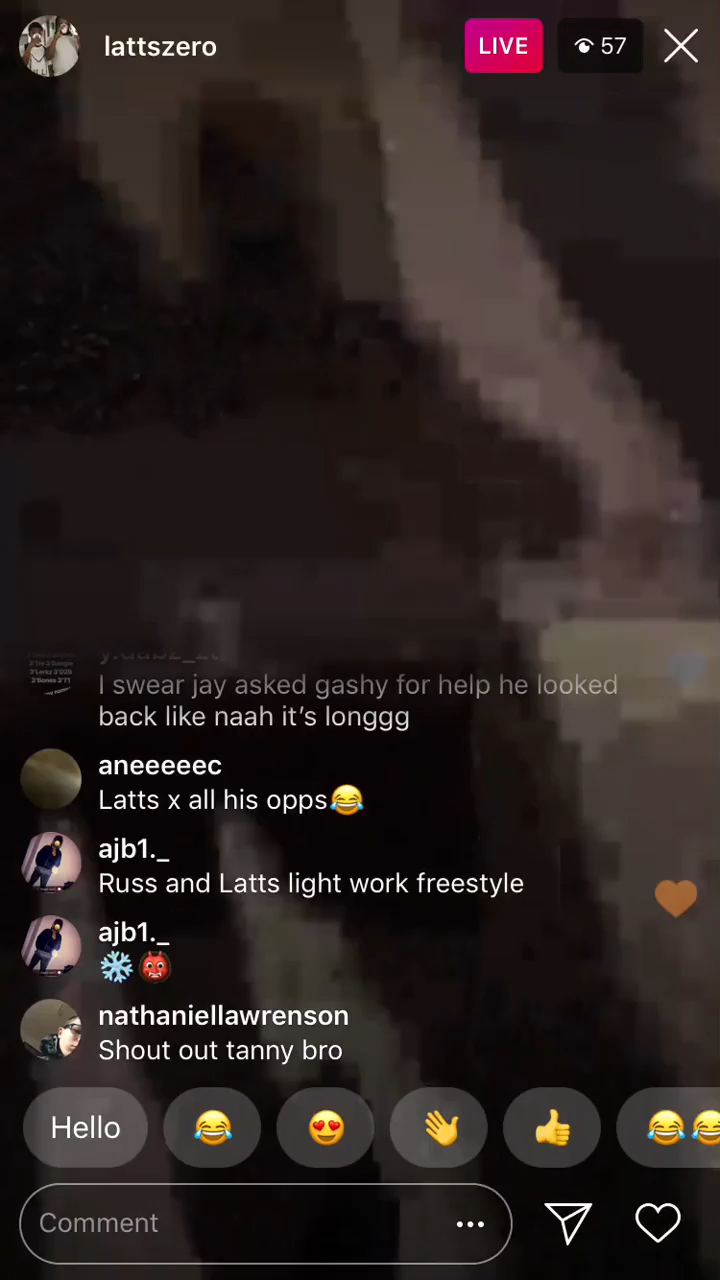 lattszero
LIVE
57
I swear jay asked gashy for help he looked
back like naah it’s longgg
aneeeeec
Latts x all his opps😂
ajb1._
Russ and Latts light work freestyle
ajb1._
❄️👹
nathaniellawrenson
Shout out tanny bro
Hello
Comment